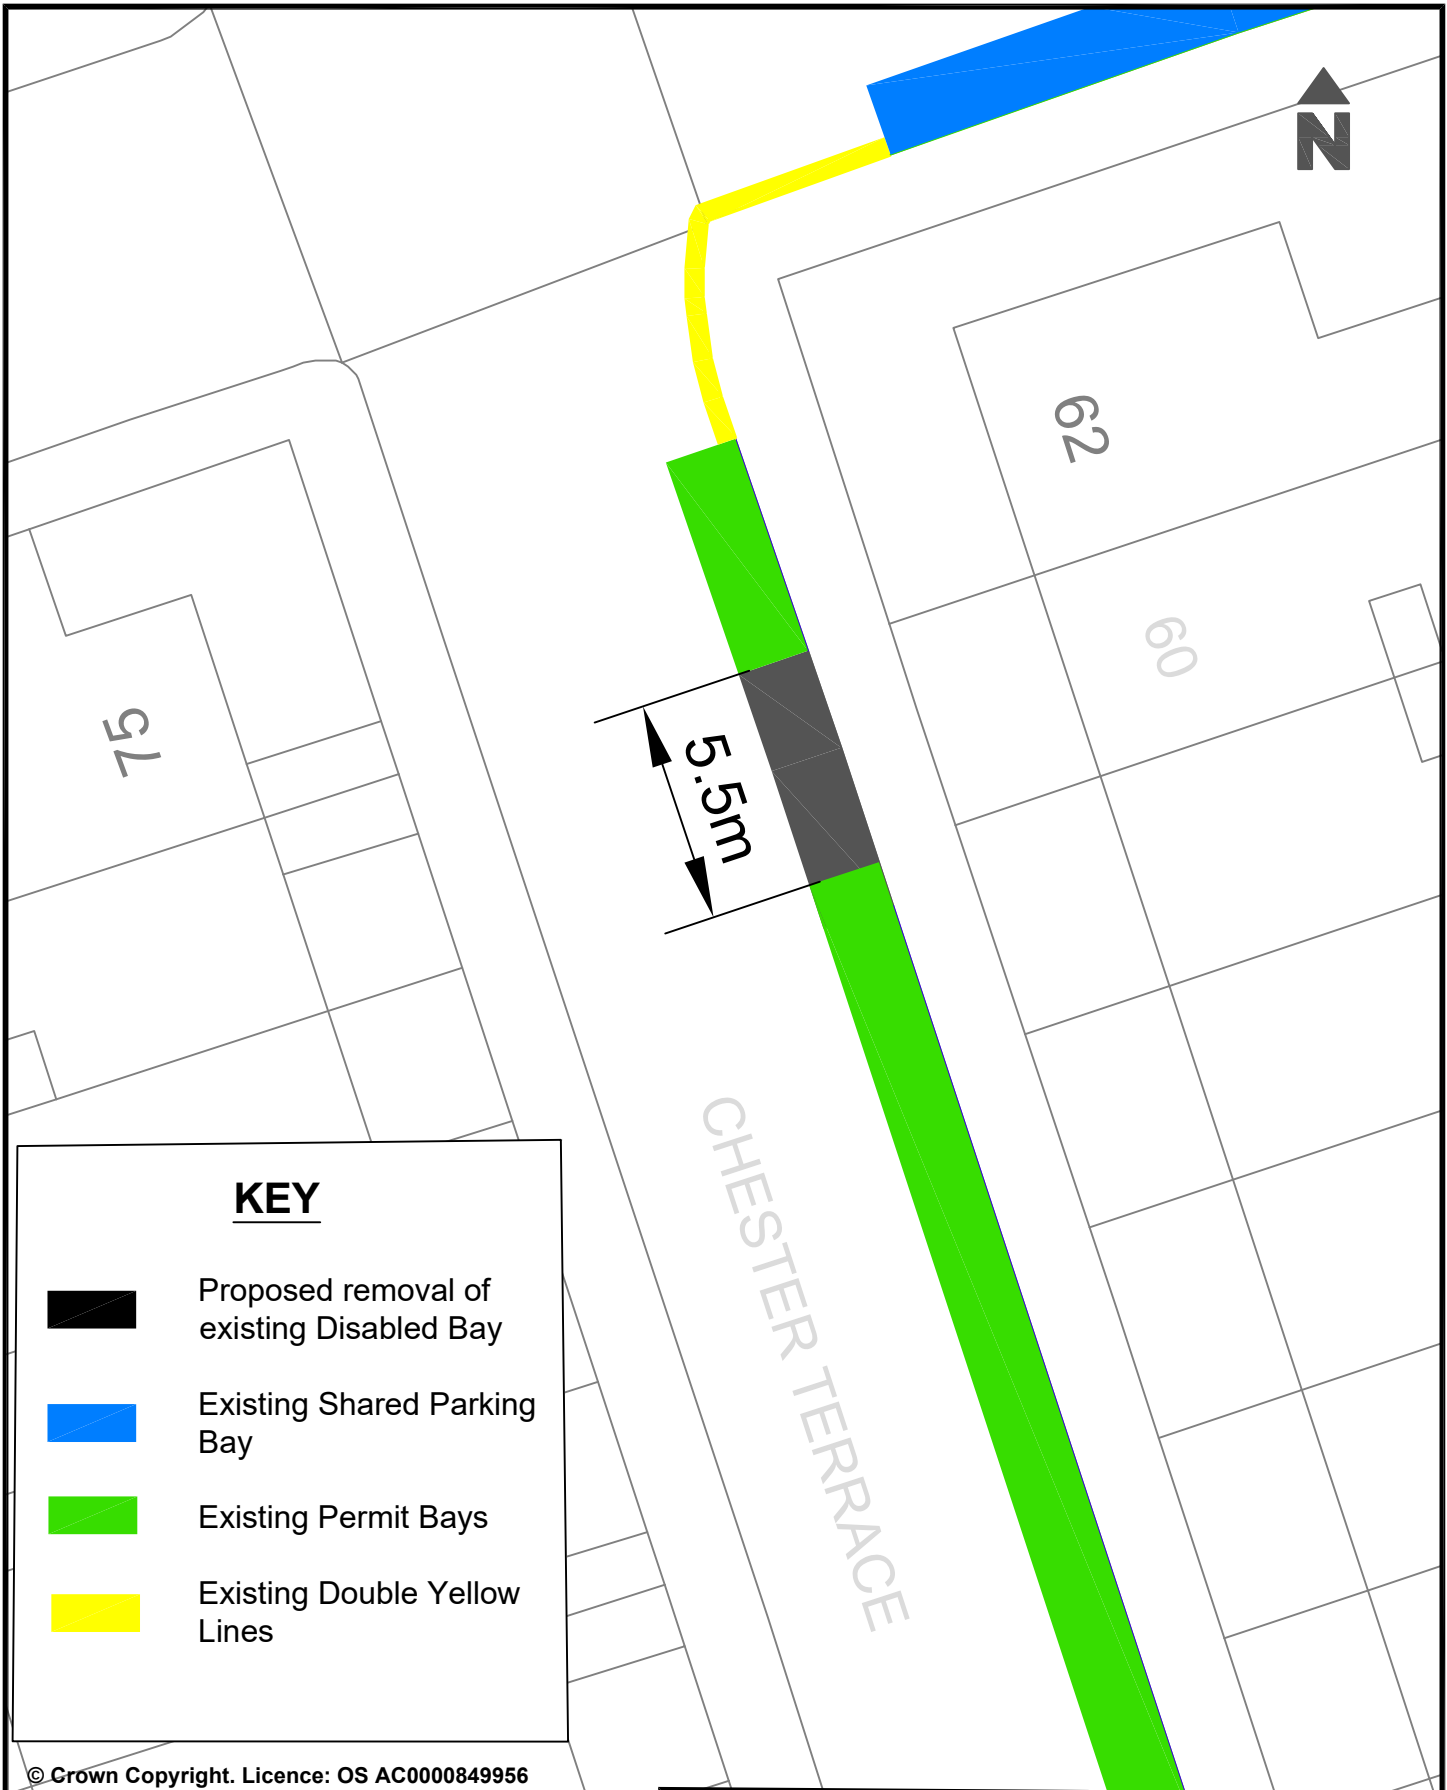 N
62
60
75
5.5m
CHESTER TERRACE
KEY
Proposed removal of
existing Disabled Bay
Existing Shared Parking
Bay
Existing Permit Bays
Existing Double Yellow
Lines
© Crown Copyright. Licence: OS AC0000849956